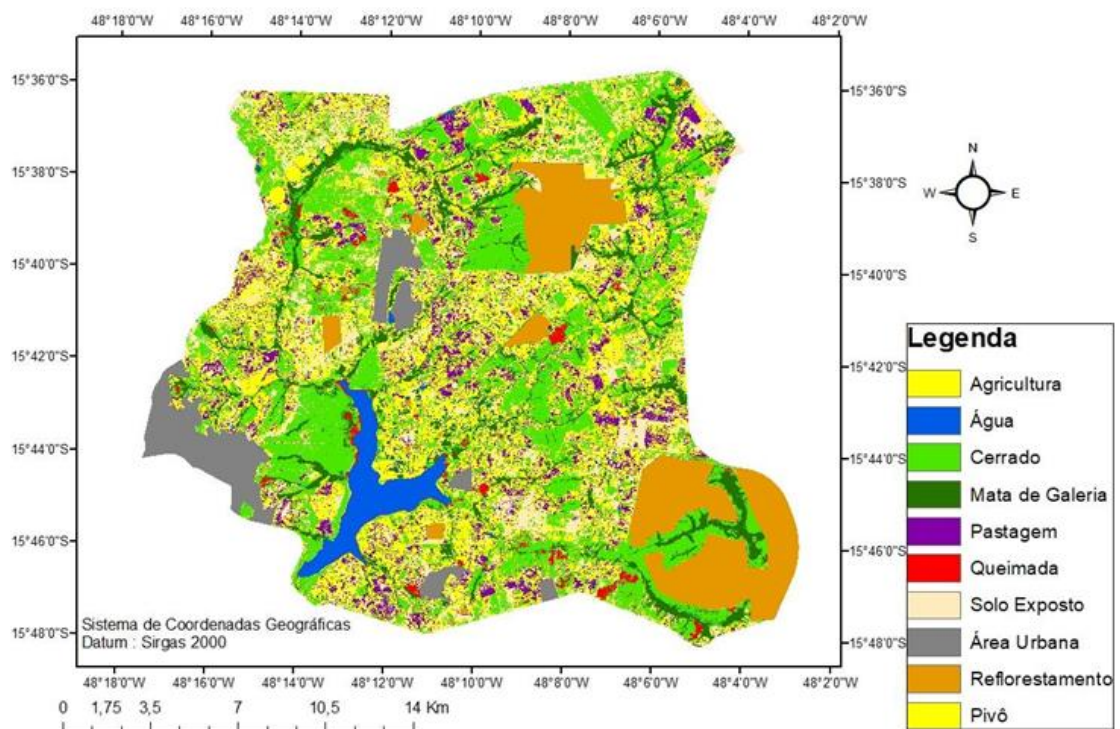 48°18'0"W 48°16'0"W 48°14'0"W 48°12'0"W 48°10'0"W 48°8'0"W 48°6'0"W 48°4'0"W 48°2'0"W
15°36'0"S 15°36'0"S
15°38'0"S 15°38'0"S
15°40'0"S 15°40'0"S
15°42'0"S 15°42'0"S
15°44'0"S 15°44'0"S
15°46'0"S 15°46'0"S
15°48'0"S 15°48'0"S
N
W E
S
Legenda
Agricultura
Água
Cerrado
Mata de Galeria
Pastagem
Queimada
Solo Exposto
Área Urbana
Reflorestamento
Pivô
Sistema de Coordenadas Geográficas
Datum : Sirgas 2000
48°18'0"W 48°16'0"W 48°14'0"W 48°12'0"W 48°10'0"W 48°8'0"W 48°6'0"W 48°4'0"W 48°2'0"W
0 1,75 3,5 7 10,5 14 Km